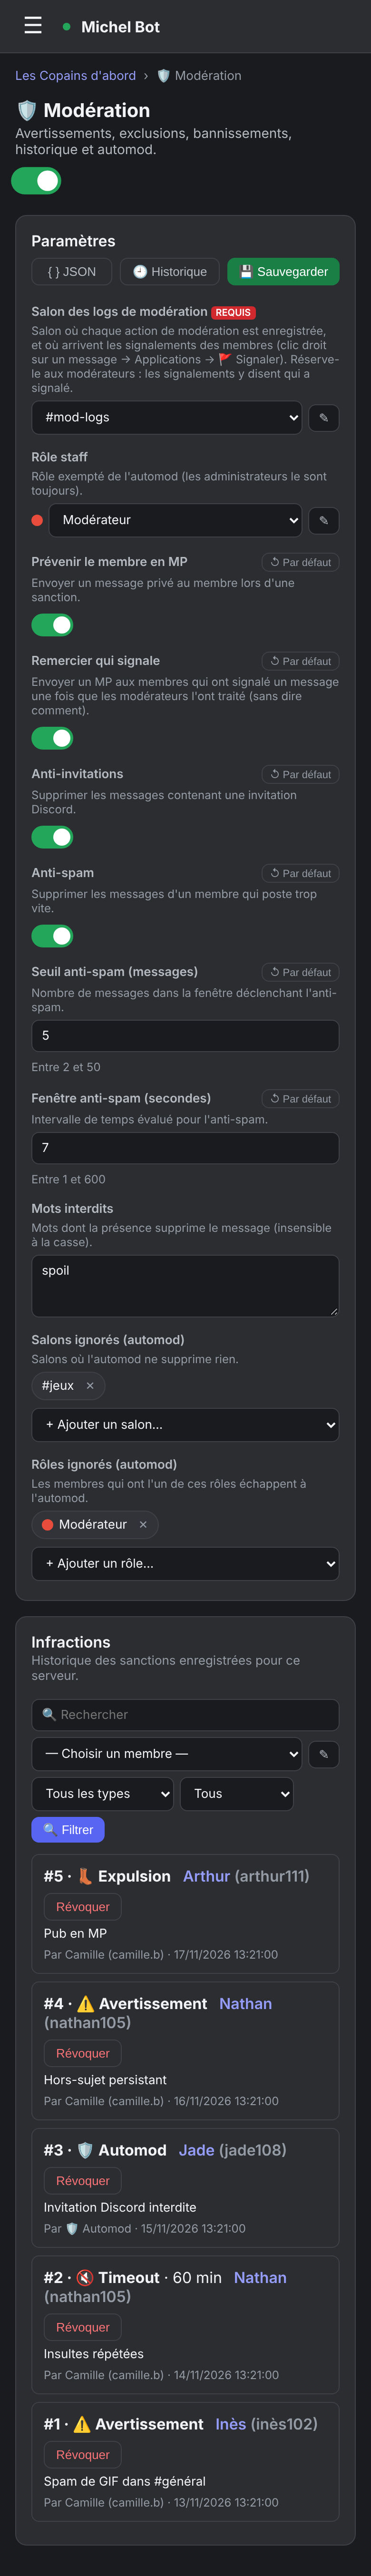 ☰ Michel Bot
Les Copains d'abord › 🛡️ Modération
🛡️ Modération
Avertissements, exclusions, bannissements,
historique et automod.
Paramètres
{ } JSON
🕘 Historique
💾 Sauvegarder
Salon des logs de modération REQUIS
Salon où chaque action de modération est enregistrée,
et où arrivent les signalements des membres (clic droit
sur un message → Applications → 🚩 Signaler). Réserve-
le aux modérateurs : les signalements y disent qui a
signalé.
#mod-logs
✎
Rôle staff
Rôle exempté de l'automod (les administrateurs le sont
toujours).
Modérateur
✎
Prévenir le membre en MP
↺ Par défaut
Envoyer un message privé au membre lors d'une
sanction.
Remercier qui signale
↺ Par défaut
Envoyer un MP aux membres qui ont signalé un message
une fois que les modérateurs l'ont traité (sans dire
comment).
Anti-invitations
↺ Par défaut
Supprimer les messages contenant une invitation
Discord.
Anti-spam
↺ Par défaut
Supprimer les messages d'un membre qui poste trop
vite.
Seuil anti-spam (messages)
↺ Par défaut
Nombre de messages dans la fenêtre déclenchant l'anti-
spam.
5
Entre 2 et 50
Fenêtre anti-spam (secondes)
↺ Par défaut
Intervalle de temps évalué pour l'anti-spam.
7
Entre 1 et 600
Mots interdits
Mots dont la présence supprime le message (insensible
à la casse).
spoil
Salons ignorés (automod)
Salons où l'automod ne supprime rien.
#jeux ✕
+ Ajouter un salon...
Rôles ignorés (automod)
Les membres qui ont l'un de ces rôles échappent à
l'automod.
Modérateur ✕
+ Ajouter un rôle...
Infractions
Historique des sanctions enregistrées pour ce
serveur.
🔍 Rechercher
— Choisir un membre —
✎
Tous les types
Tous
🔍 Filtrer
#5 · 👢 Expulsion Arthur (arthur111)
Révoquer
Pub en MP
Par Camille (camille.b) · 17/11/2026 13:21:00
#4 · ⚠️ Avertissement Nathan
(nathan105)
Révoquer
Hors-sujet persistant
Par Camille (camille.b) · 16/11/2026 13:21:00
#3 · 🛡️ Automod Jade (jade108)
Révoquer
Invitation Discord interdite
Par 🛡️ Automod · 15/11/2026 13:21:00
#2 · 🔇 Timeout · 60 min Nathan
(nathan105)
Révoquer
Insultes répétées
Par Camille (camille.b) · 14/11/2026 13:21:00
#1 · ⚠️ Avertissement Inès (inès102)
Révoquer
Spam de GIF dans #général
Par Camille (camille.b) · 13/11/2026 13:21:00